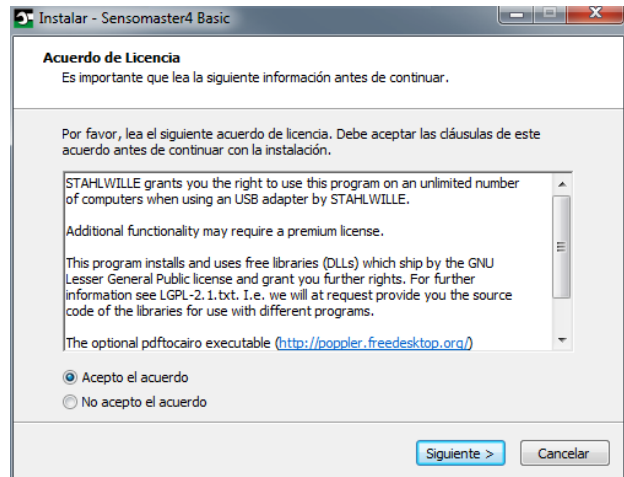 Instalar - Sensomaster4 Basic
Acuerdo de Licencia
Es importante que lea la siguiente información antes de continuar.
Por favor, lea el siguiente acuerdo de licencia. Debe aceptar las cláusulas de este
acuerdo antes de continuar con la instalación.
STAHLWILLE grants you the right to use this program on an unlimited number
of computers when using an USB adapter by STAHLWILLE.
Additional functionality may require a premium license.
This program installs and uses free libraries (DLLs) which ship by the GNU
Lesser General Public license and grant you further rights. For further
information see LGPL-2.1.txt. I.e. we will at request provide you the source
code of the libraries for use with different programs.
The optional pdftocairo executable (http://poppler.freedesktop.org/)
Acepto el acuerdo
No acepto el acuerdo
Siguiente > Cancelar